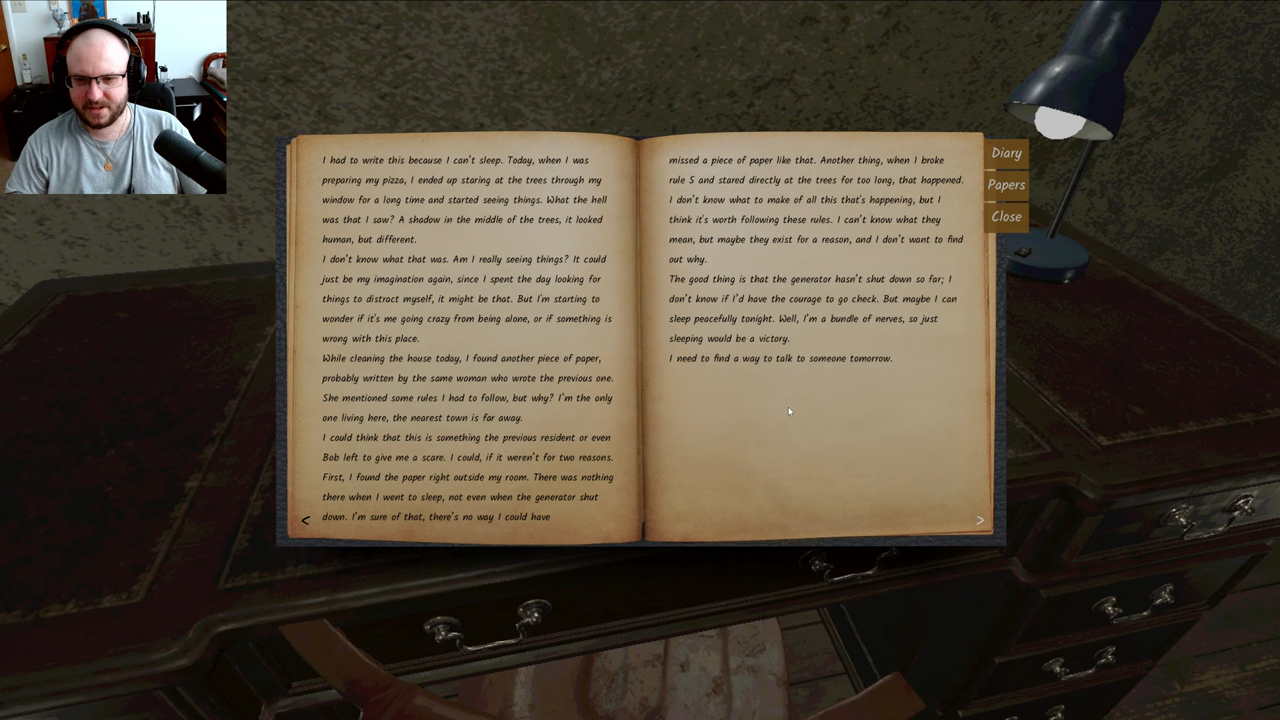 I had to write this because I can't sleep. Today, when I was
preparing my pizza, I ended up staring at the trees through my
window for a long time and started seeing things. What the hell
was that I saw? A shadow in the middle of the trees, it looked
human, but different.
I don't know what that was. Am I really seeing things? It could
just be my imagination again, since I spent the day looking for
things to distract myself, it might be that. But I'm starting to
wonder if it's me going crazy from being alone, or if something is
wrong with this place.
While cleaning the house today, I found another piece of paper,
probably written by the same woman who wrote the previous one.
She mentioned some rules I had to follow, but why? I'm the only
one living here, the nearest town is far away.
I could think that this is something the previous resident or even
Bob left to give me a scare. I could, if it weren't for two reasons.
First, I found the paper right outside my room. There was nothing
there when I went to sleep, not even when the generator shut
down. I'm sure of that, there's no way I could have
<
missed a piece of paper like that. Another thing, when I broke
rule 5 and stared directly at the trees for too long, that happened.
I don't know what to make of all this that's happening, but I
think it's worth following these rules. I can't know what they
mean, but maybe they exist for a reason, and I don't want to find
out why.
The good thing is that the generator hasn't shut down so far; I
don't know if I'd have the courage to go check. But maybe I can
sleep peacefully tonight. Well, I'm a bundle of nerves, so just
sleeping would be a victory.
I need to find a way to talk to someone tomorrow.
>
Diary
Papers
Close